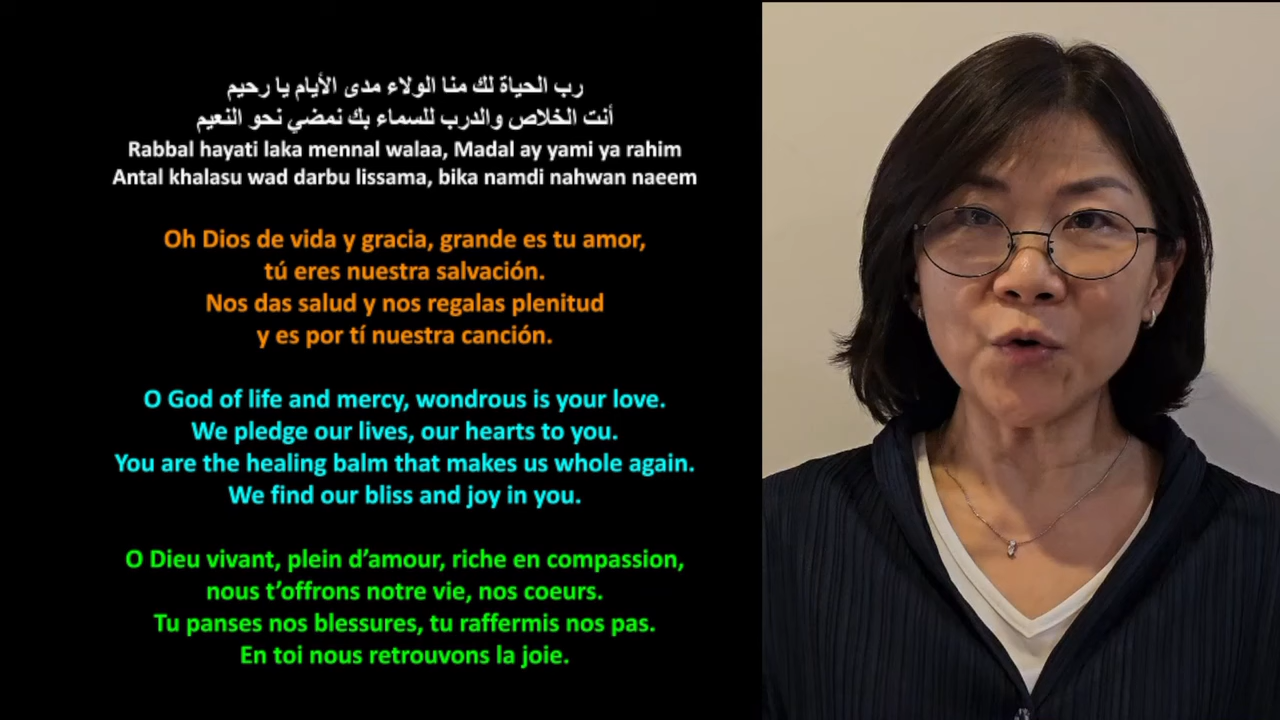 رب الحياة لك منا الولاء مدى الأيام يا رحيم
أنت الخلاص والدرب للسماء بك نمضي نحو النعيم
Rabbal hayati laka mennal walaa, Madal ay yami ya rahim
Antal khalasu wad darbu lissama, bika namdi nahwan naeem
Oh Dios de vida y gracia, grande es tu amor,
tú eres nuestra salvación.
Nos das salud y nos regalas plenitud
y es por tí nuestra canción.
O God of life and mercy, wondrous is your love.
We pledge our lives, our hearts to you.
You are the healing balm that makes us whole again.
We find our bliss and joy in you.
O Dieu vivant, plein d’amour, riche en compassion,
nous t’offrons notre vie, nos coeurs.
Tu panses nos blessures, tu raffermis nos pas.
En toi nous retrouvons la joie.